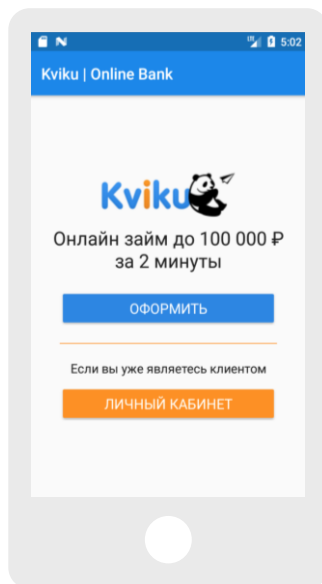 5:02
Kviku | Online Bank
Kviku
Онлайн займ до 100 000 ₽
за 2 минуты
ОФОРМИТЬ
Если вы уже являетесь клиентом
ЛИЧНЫЙ КАБИНЕТ